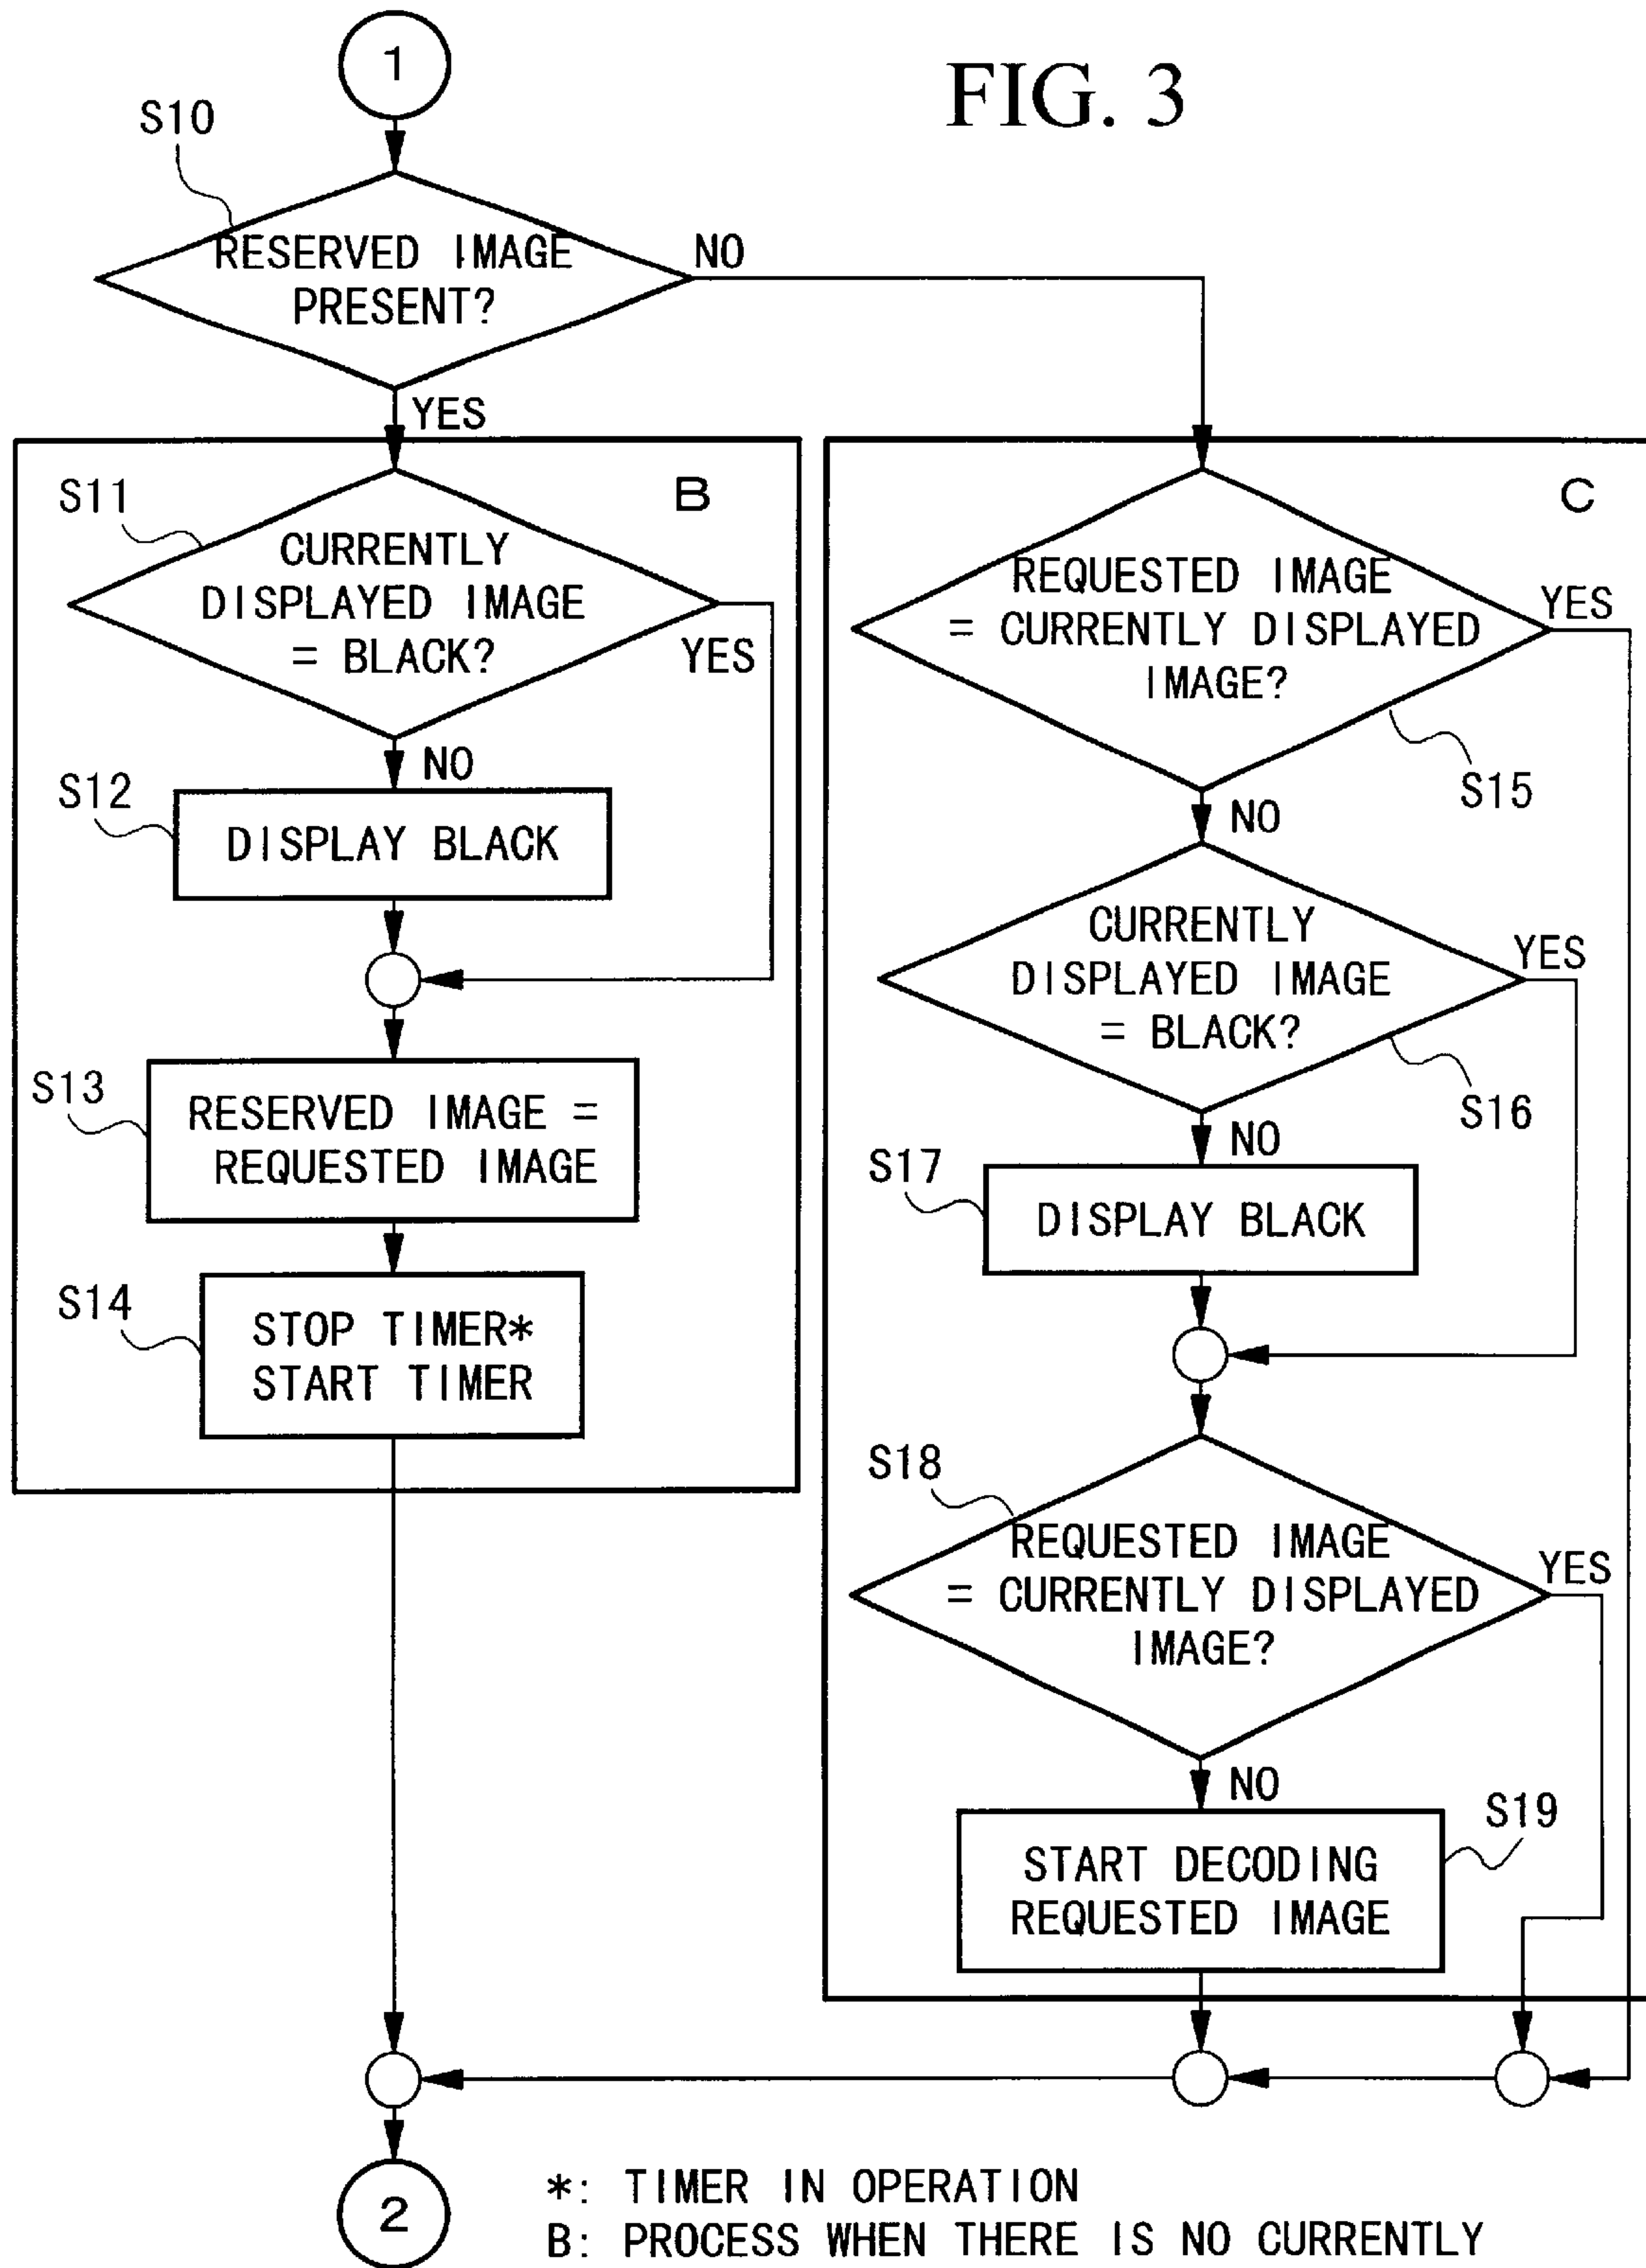 1
FIG. 3
S10
RESERVED IMAGE
PRESENT?
NO
YES
B
S11
CURRENTLY
DISPLAYED IMAGE
= BLACK?
YES
NO
S12
DISPLAY BLACK
S13
RESERVED IMAGE =
REQUESTED IMAGE
S14
STOP TIMER*
START TIMER
C
REQUESTED IMAGE
= CURRENTLY DISPLAYED
IMAGE?
YES
S15
NO
CURRENTLY
DISPLAYED IMAGE
= BLACK?
YES
S16
NO
S17
DISPLAY BLACK
S18
REQUESTED IMAGE
= CURRENTLY DISPLAYED
IMAGE?
YES
NO
S19
START DECODING
REQUESTED IMAGE
2
*: TIMER IN OPERATION
B: PROCESS WHEN THERE IS NO CURRENTLY